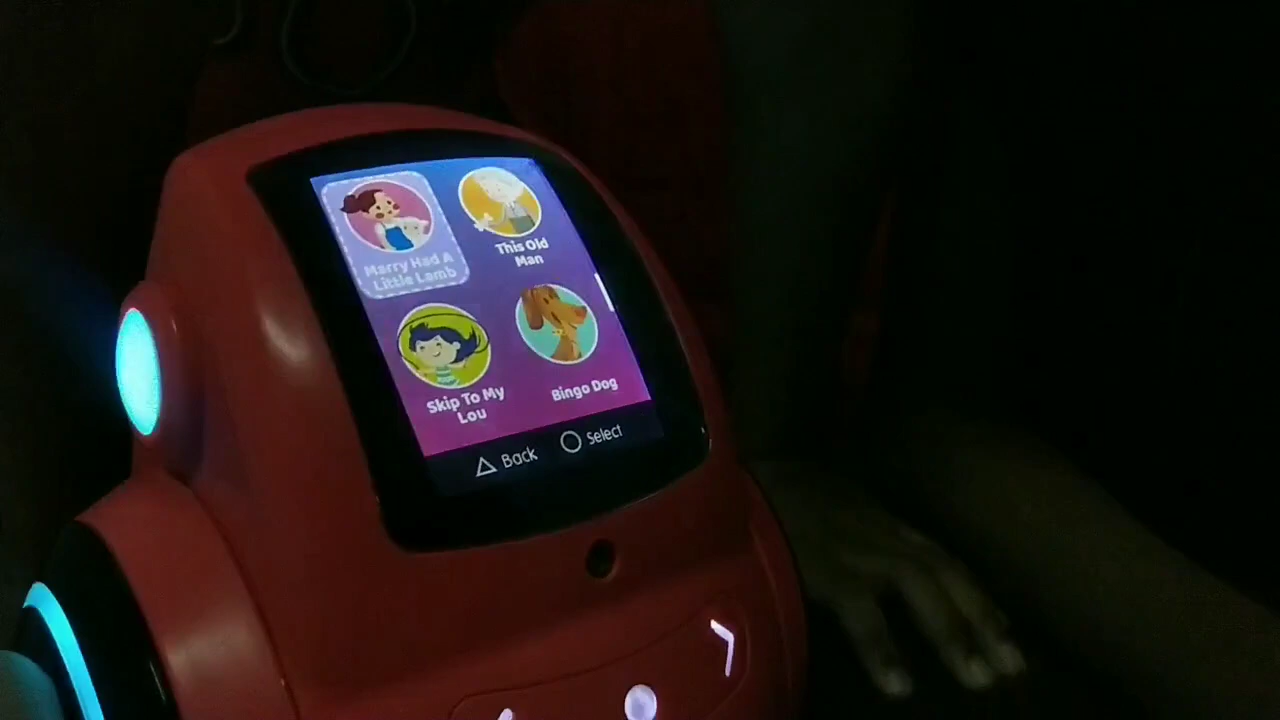 Marry Had A
Little Lamb
This Old
Man
Skip To My
Lou
Bingo Dog
Back
Select